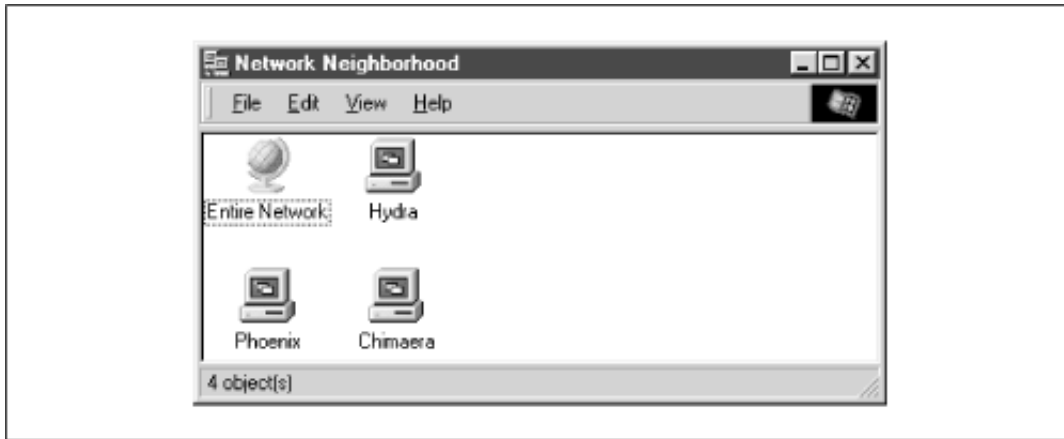 Network Neighborhood
File Edit View Help
Entire Network Hydra
Phoenix Chimaera
4 object(s)